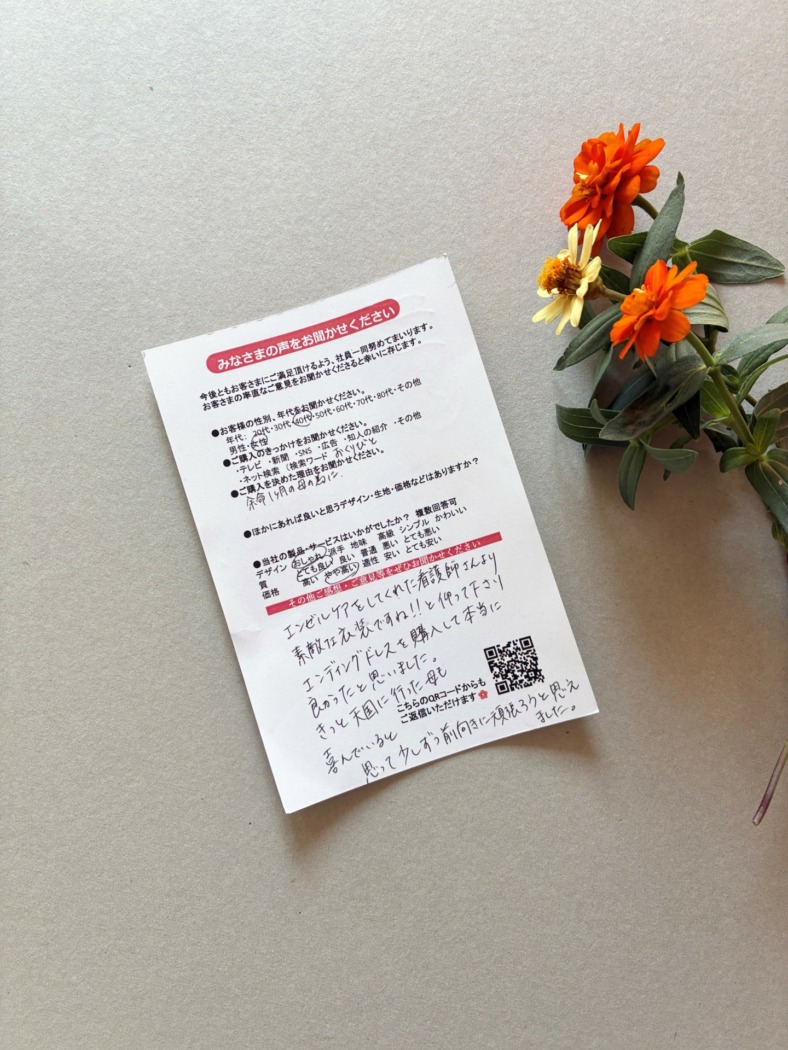 みなさまの声をお聞かせください
今後ともお客さまにご満足頂けるよう、社員一同努めてまいります。
お客さまの率直なご意見をお聞かせくださると幸いに存じます。
●お客様の性別、年代をお聞かせください。
年代： 20代・30代・40代・50代・60代・70代・80代・その他
男性・女性
●ご購入のきっかけをお聞かせください。
・テレビ ・新聞 ・SNS ・広告 ・知人の紹介 ・その他
・ネット検索（検索ワード おくりびと
●ご購入を決めた理由をお聞かせください。
余命1ヶ月の母の為に.
●ほかにあれば良いと思うデザイン・生地・価格などはありますか？
●当社の製品・サービスはいかがでしたか？ 複数回答可
デザイン おしゃれ 派手 地味 高級 シンプル かわいい
質 とても良い 良い 普通 悪い とても悪い
価格 高い やや高い 適性 安い とても安い
その他ご感想・ご意見等をぜひお聞かせください
エンゼルケアをしてくれた看護師さんより
素敵な衣装ですね!!と仰って下さり
エンディングドレスを購入して本当に
良かったと思いました。
きっと天国に行った母も
喜んでいると
思って少しずつ前向きに頑張ろうと思え
ました。
こちらのQRコードからも
ご返信いただけます